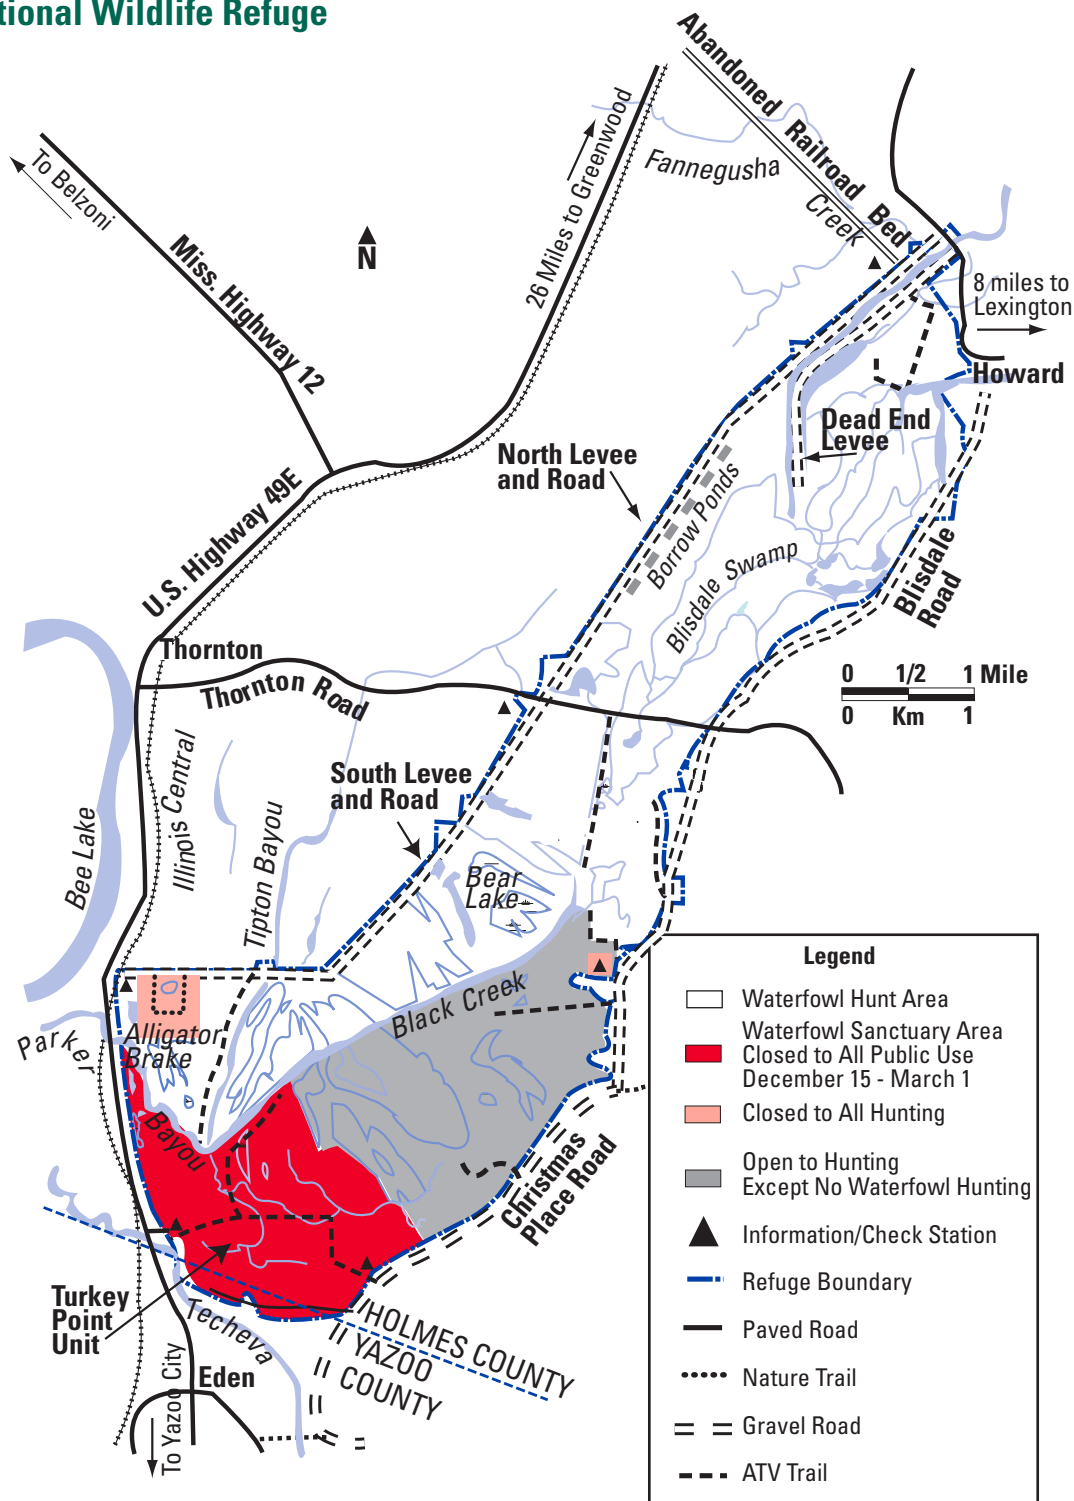 tional Wildlife Refuge
Abandoned Railroad Bed
To Belzoni
26 Miles to Greenwood
Fannegusha
Creek
N
Miss. Highway 12
8 miles to
Lexington
Howard
Dead End
Levee
North Levee
and Road
U.S. Highway 49E
Borrow Ponds
Blisdale Swamp
Blisdale
Road
Thornton
Thornton Road
0 1/2 1 Mile
0 Km 1
South Levee
and Road
Illinois Central
Bee Lake
Tipton Bayou
Bear
Lake
Black Creek
Parker
Alligator
Brake
Bayou
Christmas
Place Road
Legend
Waterfowl Hunt Area
Waterfowl Sanctuary Area
Closed to All Public Use
December 15 - March 1
Closed to All Hunting
Open to Hunting
Except No Waterfowl Hunting
Information/Check Station
Refuge Boundary
Paved Road
Nature Trail
Gravel Road
ATV Trail
Turkey
Point
Unit
Techeva
HOLMES COUNTY
YAZOO
COUNTY
Eden
To Yazoo City